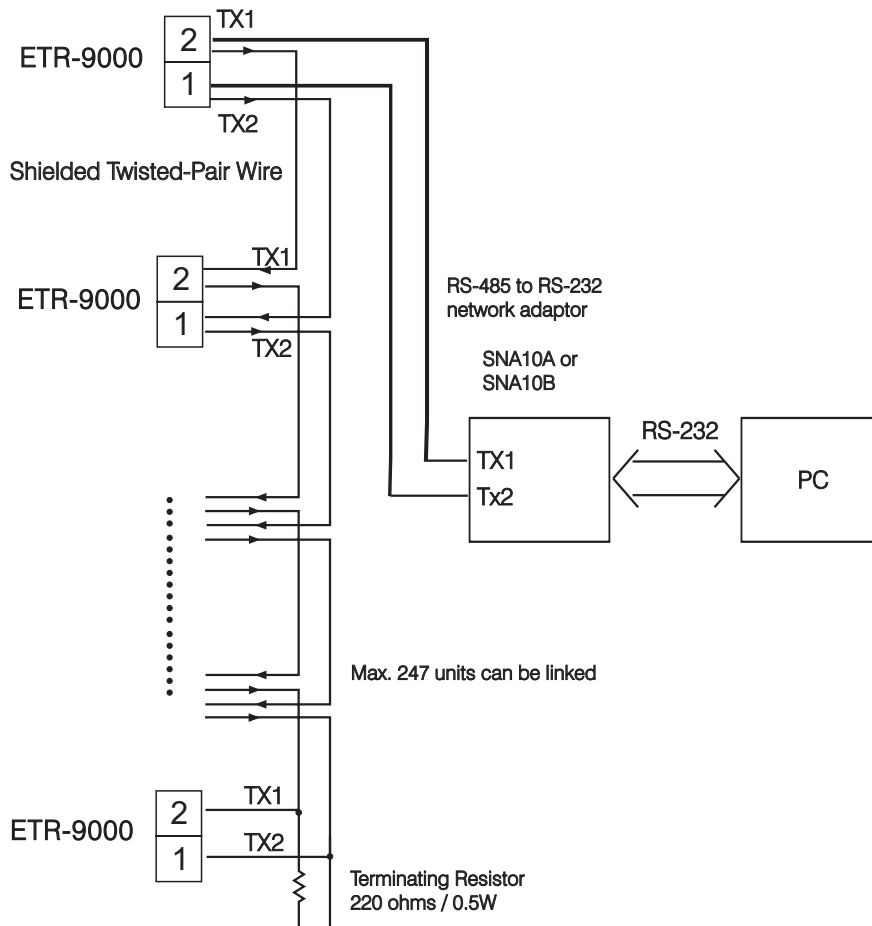 TX1
2
ETR-9000
1
TX2
Shielded Twisted-Pair Wire
TX1
2
ETR-9000
1
TX2
RS-485 to RS-232
network adaptor
SNA10A or
SNA10B
RS-232
TX1
Tx2
PC
Max. 247 units can be linked
TX1
2
ETR-9000
TX2
1
Terminating Resistor
220 ohms / 0.5W